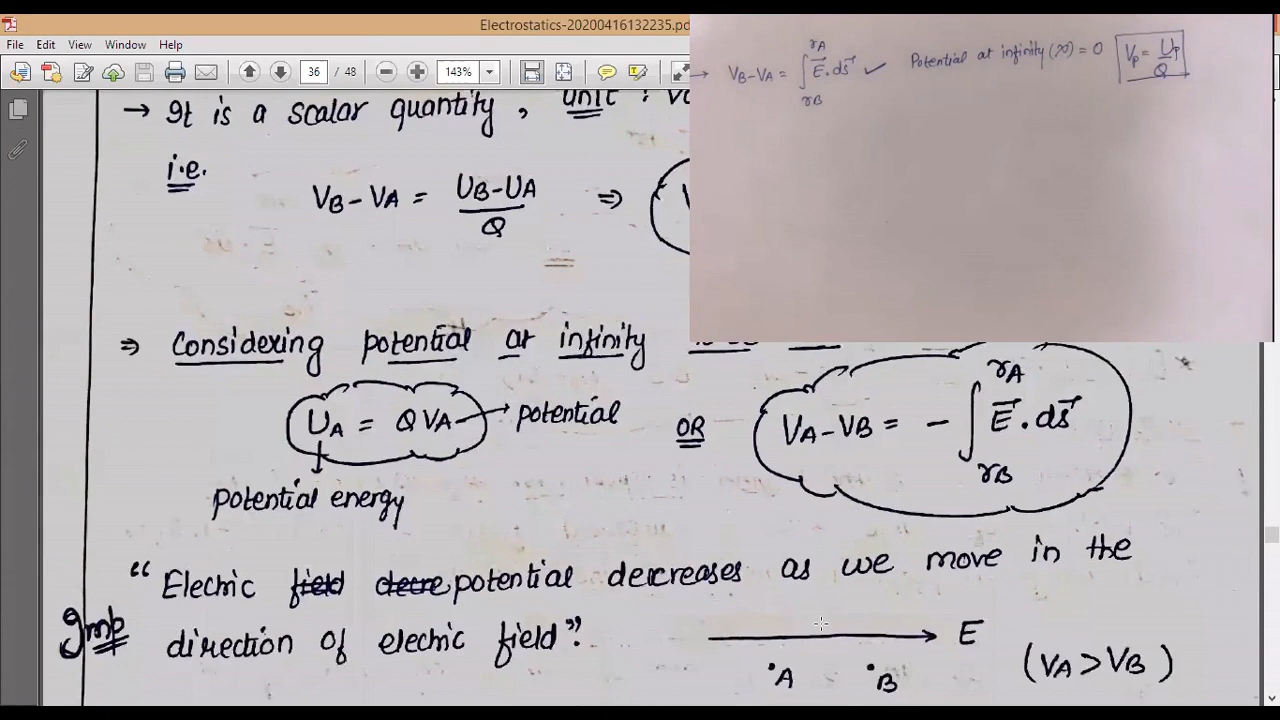 Electrostatics-20200416132235.pd
File Edit View Window Help
36 / 48 143%
→ VB-VA = ∫ rA rB E⃗.ds⃗ ✓ Potential at infinity (∞) = 0 VP = UP/Q
→ It is a scalar quantity, unit :
i.e.
VB - VA = UB-UA/Q ⇒
⇒ Considering potential at infinity
UA = QVA → potential OR VA-VB = - ∫ rA rB E⃗.ds⃗
potential energy
“Electric field decre potential decreases as we move in the
Imp direction of electric field”.
E
.A .B (VA > VB)